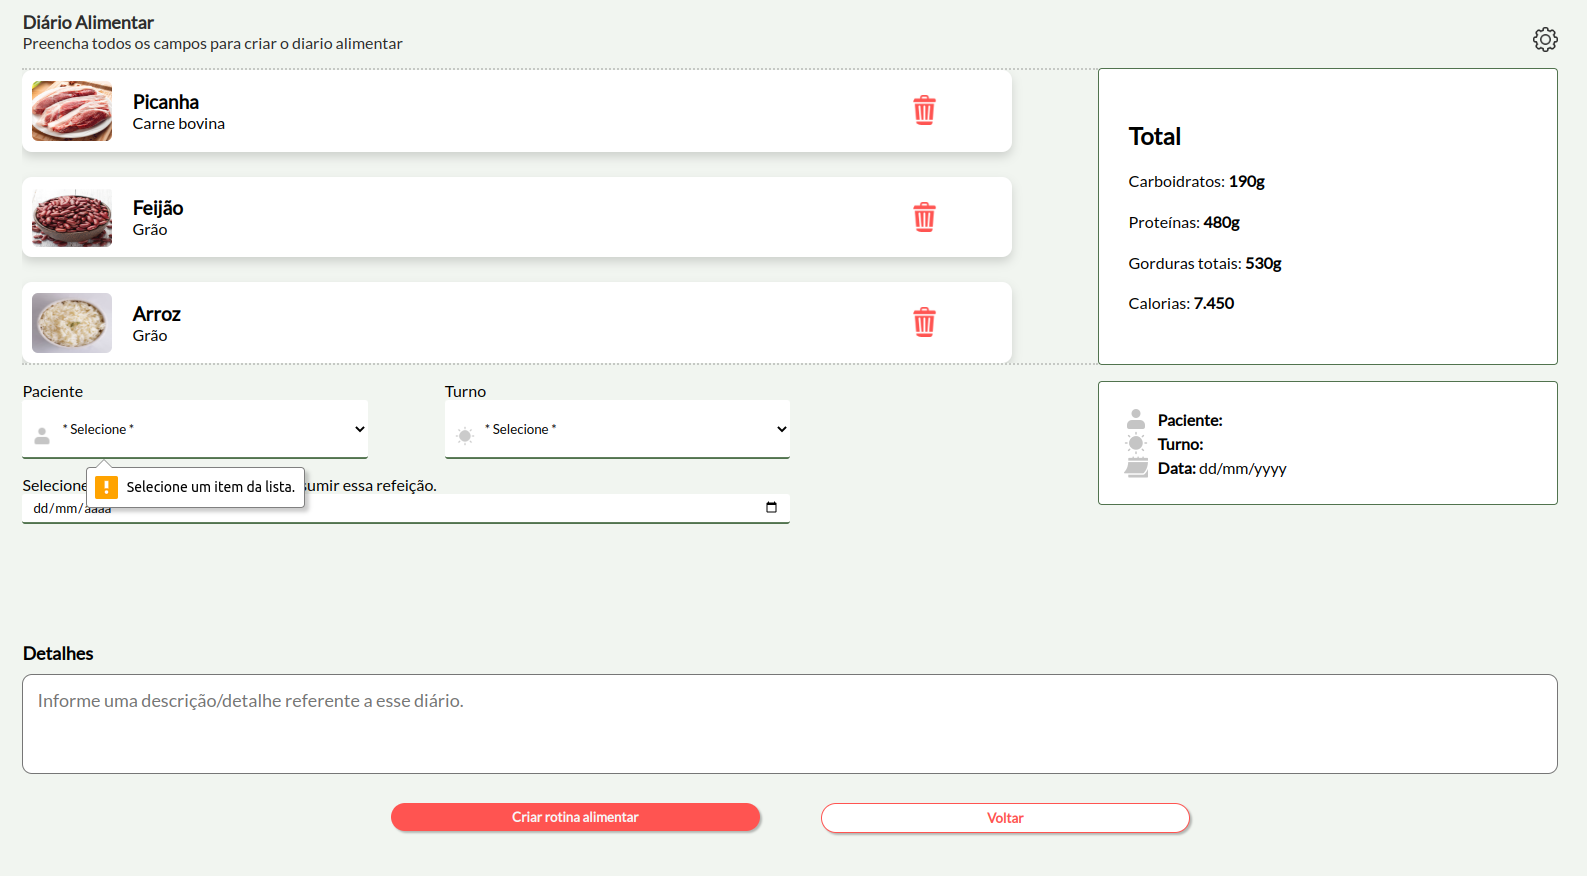 Diário Alimentar
Preencha todos os campos para criar o diario alimentar
Picanha
Carne bovina
Feijão
Grão
Arroz
Grão
Total
Carboidratos: 190g
Proteínas: 480g
Gorduras totais: 530g
Calorias: 7.450
Paciente
* Selecione *
Turno
* Selecione *
Selecione um item da lista.
Selecione
sumir essa refeição.
dd/mm/aaaa
Paciente:
Turno:
Data: dd/mm/yyyy
Detalhes
Informe uma descrição/detalhe referente a esse diário.
Criar rotina alimentar
Voltar